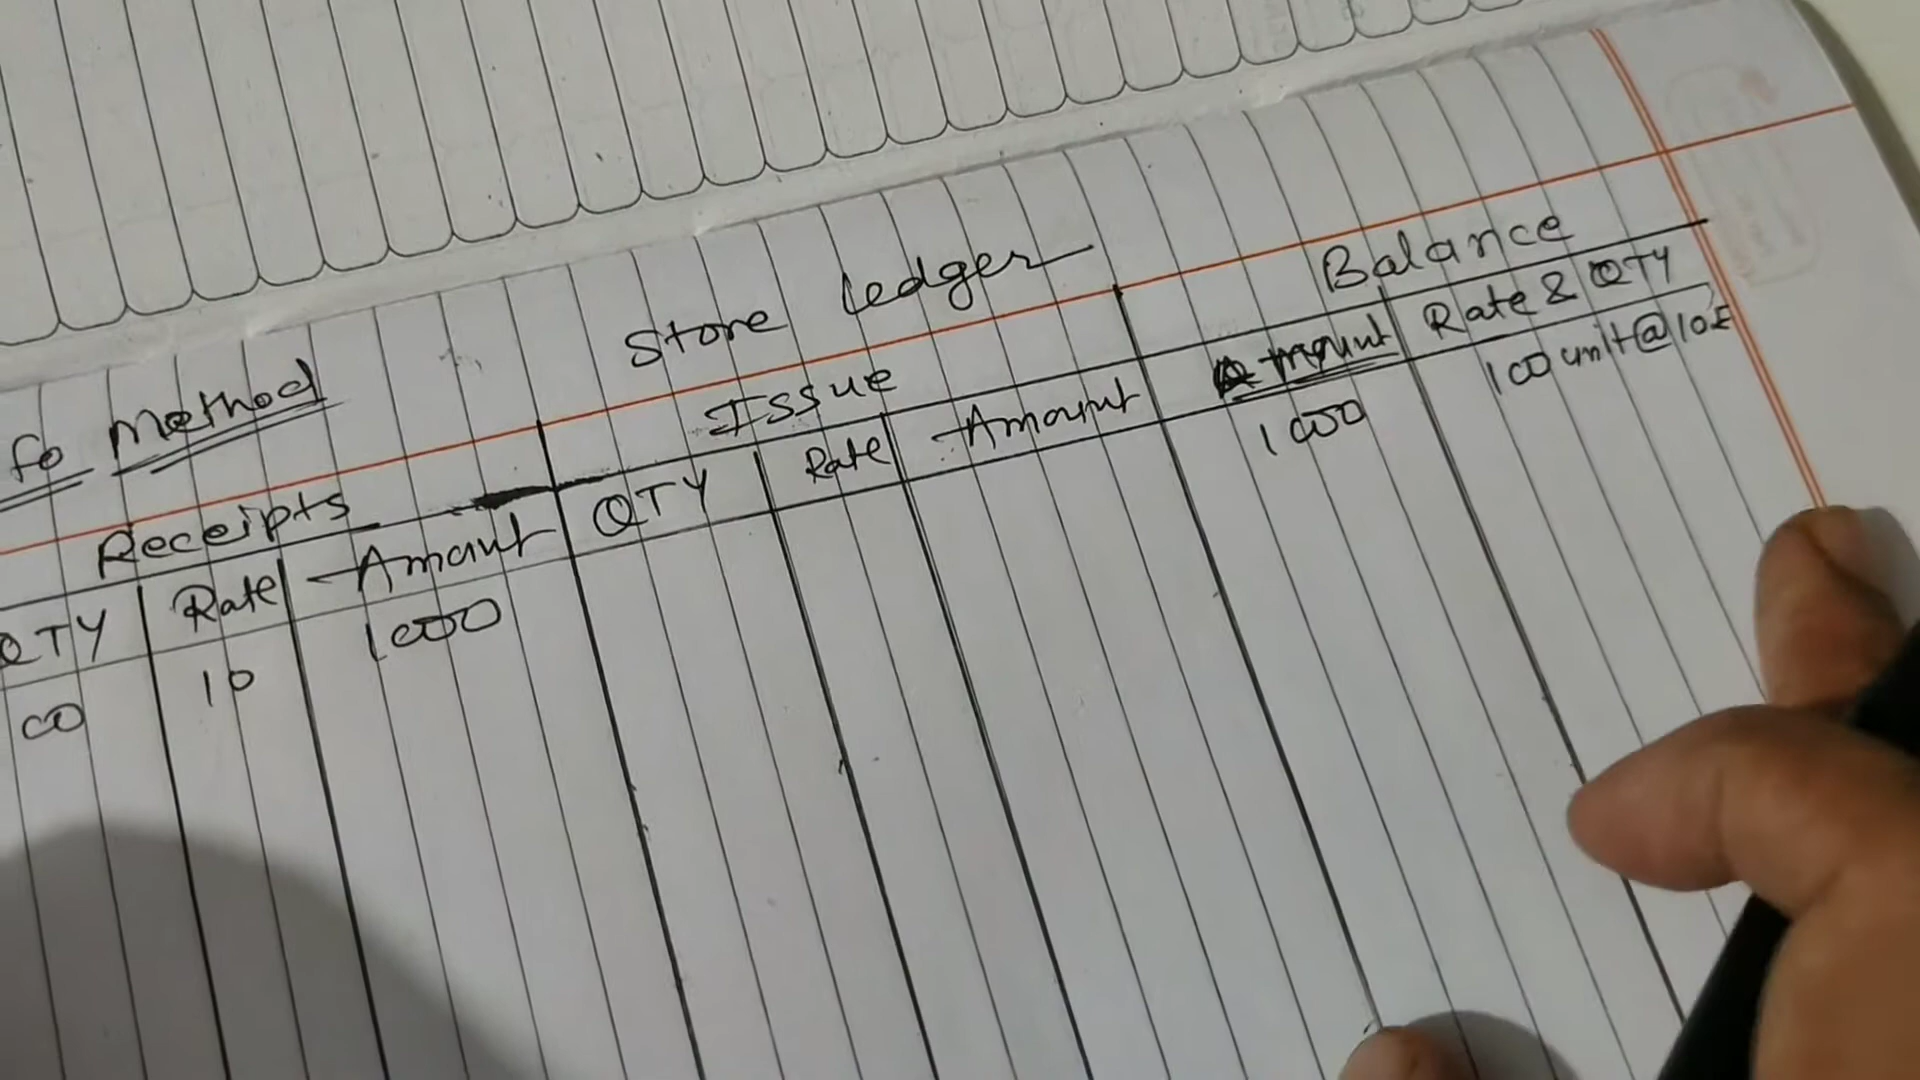 Store Ledger
fo Method
Receipts Issue Balance
QTY Rate Amount QTY Rate Amount Amount Rate & QTY
00 10 1000 1000 100 unit@10